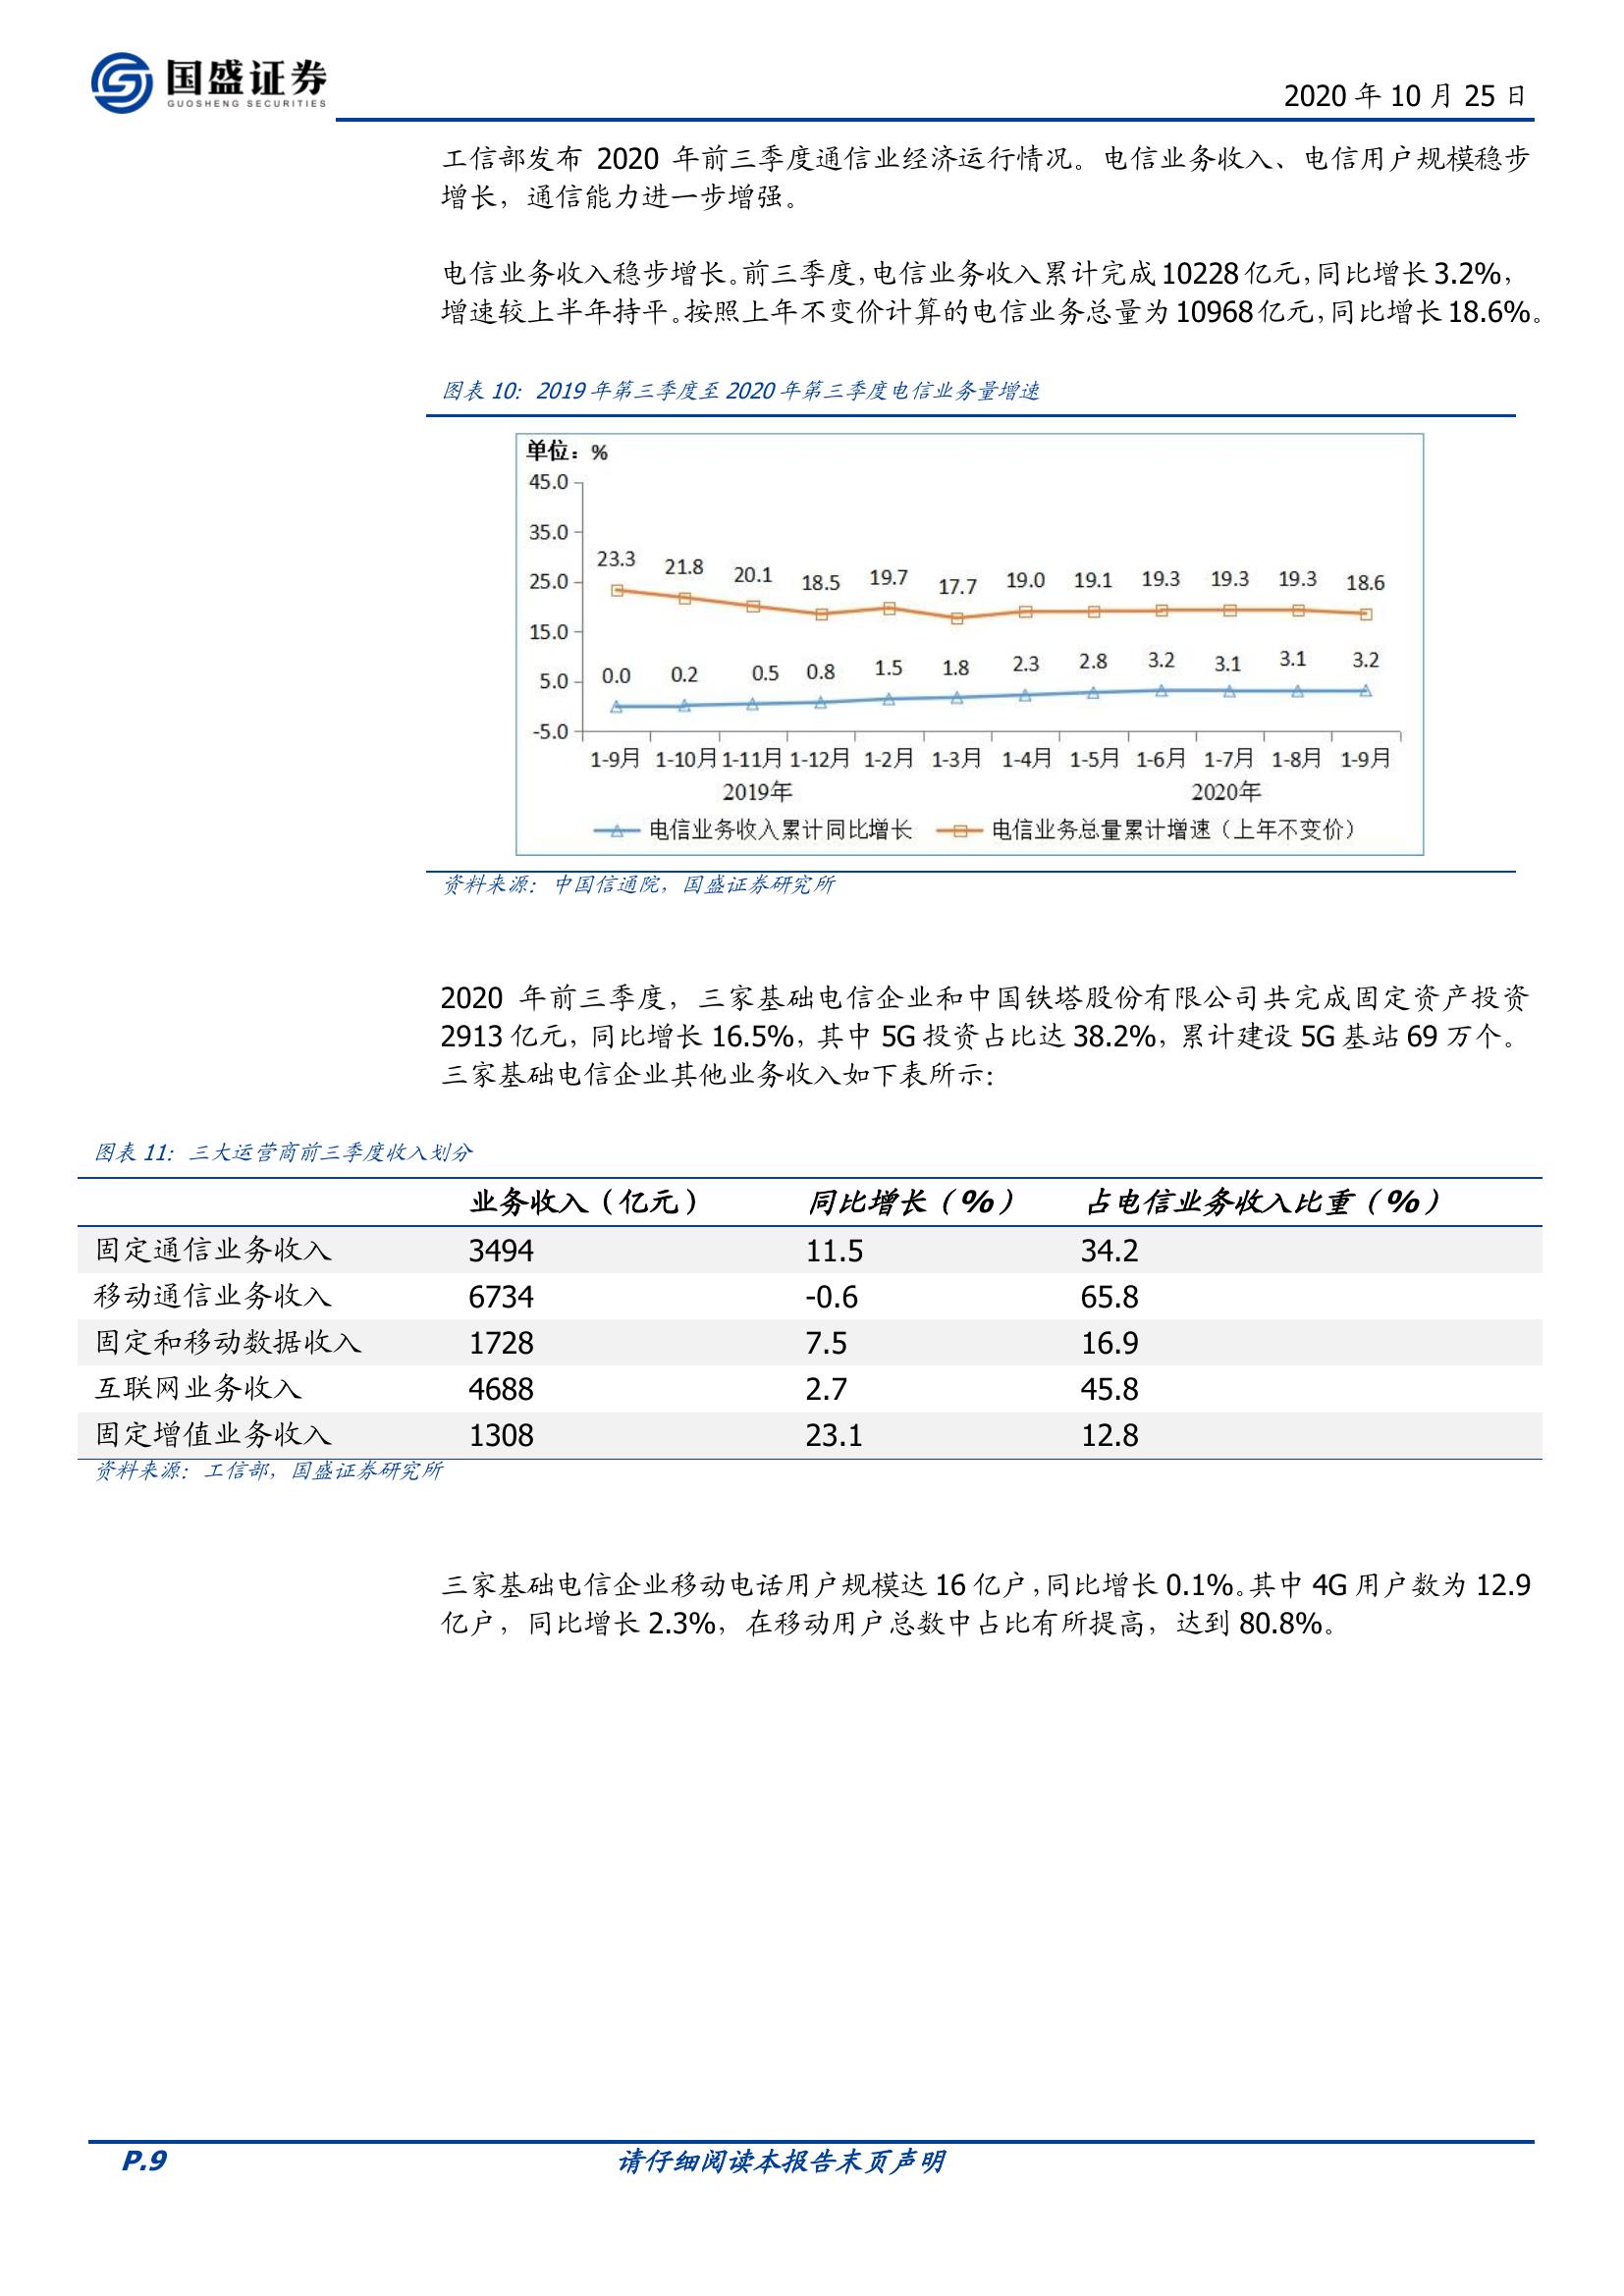 国盛证券
GUOSHENG SECURITIES
2020 年 10 月 25 日
工信部发布 2020 年前三季度通信业经济运行情况。电信业务收入、电信用户规模稳步
增长，通信能力进一步增强。
电信业务收入稳步增长。前三季度，电信业务收入累计完成 10228 亿元，同比增长 3.2%，
增速较上半年持平。按照上年不变价计算的电信业务总量为 10968 亿元，同比增长 18.6%。
图表 10：2019 年第三季度至 2020 年第三季度电信业务量增速
单位：%
45.0
35.0
25.0
15.0
5.0
-5.0
23.3 21.8 20.1 18.5 19.7 17.7 19.0 19.1 19.3 19.3 19.3 18.6
0.0 0.2 0.5 0.8 1.5 1.8 2.3 2.8 3.2 3.1 3.1 3.2
1-9月 1-10月 1-11月 1-12月 1-2月 1-3月 1-4月 1-5月 1-6月 1-7月 1-8月 1-9月
2019年 2020年
电信业务收入累计同比增长 电信业务总量累计增速（上年不变价）
资料来源：中国信通院，国盛证券研究所
2020 年前三季度，三家基础电信企业和中国铁塔股份有限公司共完成固定资产投资
2913 亿元，同比增长 16.5%，其中 5G 投资占比达 38.2%，累计建设 5G 基站 69 万个。
三家基础电信企业其他业务收入如下表所示：
图表 11：三大运营商前三季度收入划分
业务收入（亿元） 同比增长（%） 占电信业务收入比重（%）
固定通信业务收入 3494 11.5 34.2
移动通信业务收入 6734 -0.6 65.8
固定和移动数据收入 1728 7.5 16.9
互联网业务收入 4688 2.7 45.8
固定增值业务收入 1308 23.1 12.8
资料来源：工信部，国盛证券研究所
三家基础电信企业移动电话用户规模达 16 亿户，同比增长 0.1%。其中 4G 用户数为 12.9
亿户，同比增长 2.3%，在移动用户总数中占比有所提高，达到 80.8%。
P.9 请仔细阅读本报告末页声明